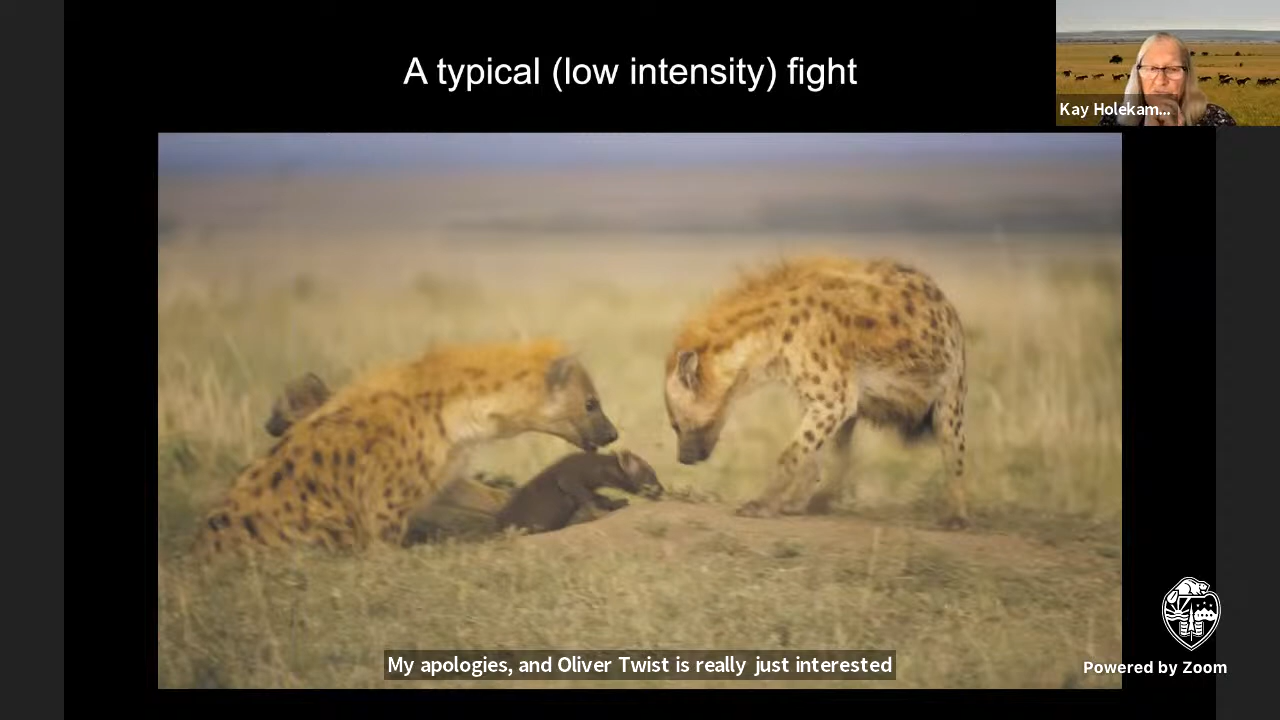 A typical (low intensity) fight
Kay Holekam...
My apologies, and Oliver Twist is really just interested
Powered by Zoom